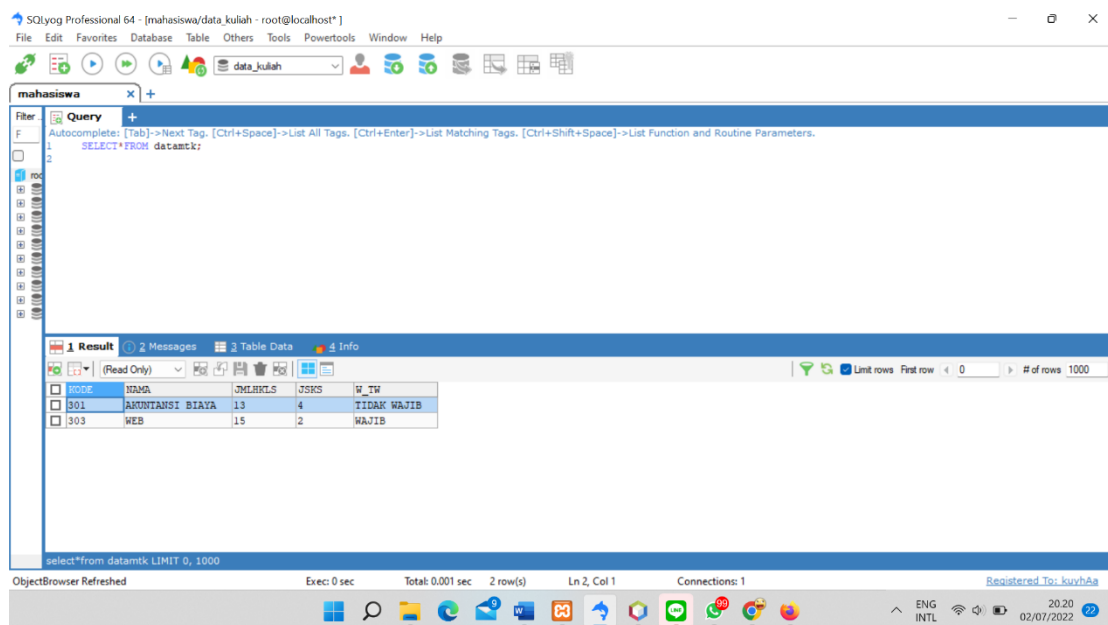 SQLyog Professional 64 - [mahasiswa/data_kuliah - root@localhost* ]
File Edit Favorites Database Table Others Tools Powertools Window Help
data_kuliah
mahasiswa
Filter Query
F Autocomplete: [Tab]->Next Tag. [Ctrl+Space]->List All Tags. [Ctrl+Enter]->List Matching Tags. [Ctrl+Shift+Space]->List Function and Routine Parameters.
1 SELECT*FROM datamtk;
2
roo
1 Result 2 Messages 3 Table Data 4 Info
(Read Only) Limit rows First row 0 # of rows 1000
KODE NAMA JMLHKLS JSKS W_TW
301 AKUNTANSI BIAYA 13 4 TIDAK WAJIB
303 WEB 15 2 WAJIB
select*from datamtk LIMIT 0, 1000
ObjectBrowser Refreshed Exec: 0 sec Total: 0.001 sec 2 row(s) Ln 2, Col 1 Connections: 1 Registered To: kuyhAa
9 99 ENG 20.20
INTL 02/07/2022 22